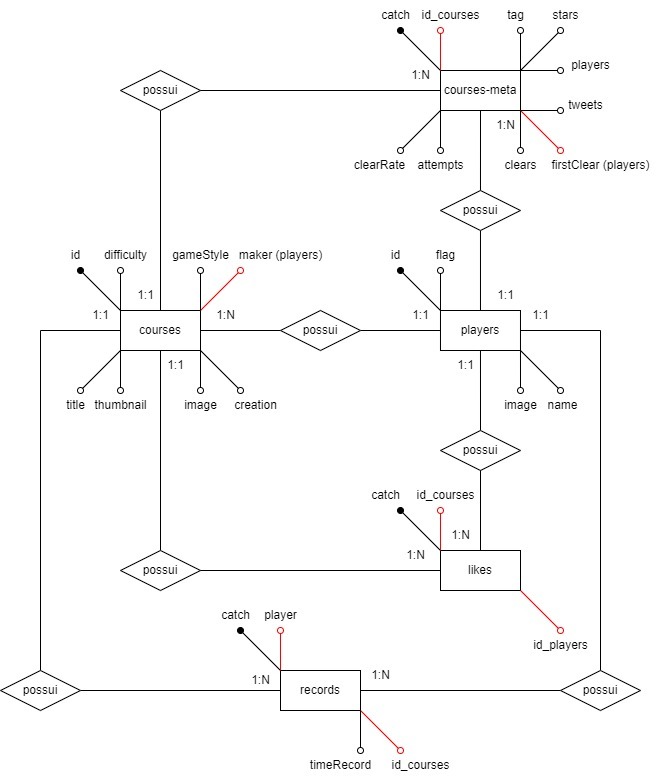 catch id_courses tag stars
1:N players
possui courses-meta
tweets
1:N
clearRate attempts clears firstClear (players)
possui
id difficulty gameStyle maker (players) id flag
1:1 1:1
1:1 1:N 1:1 1:1
courses possui players
1:1 1:1
title thumbnail image creation image name
possui
catch id_courses
1:N
1:N
possui likes
catch player id_players
1:N 1:N
possui records possui
timeRecord id_courses